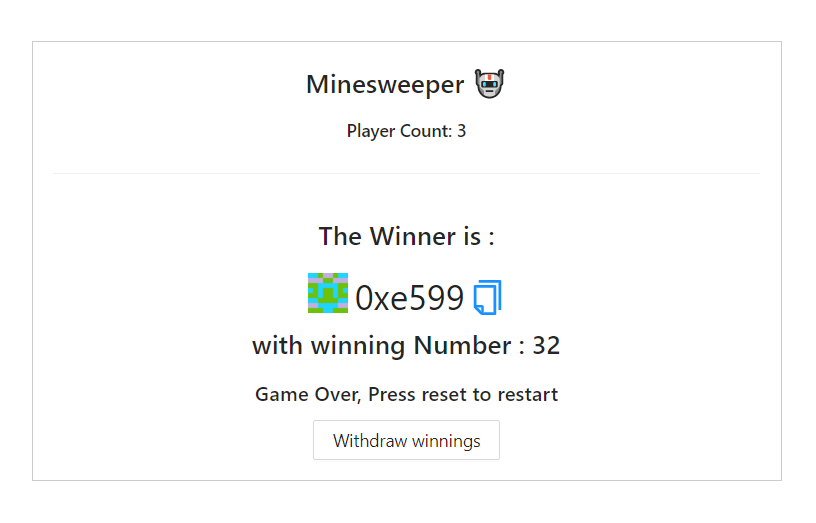 Minesweeper
Player Count: 3
The Winner is :
0xe599
with winning Number : 32
Game Over, Press reset to restart
Withdraw winnings